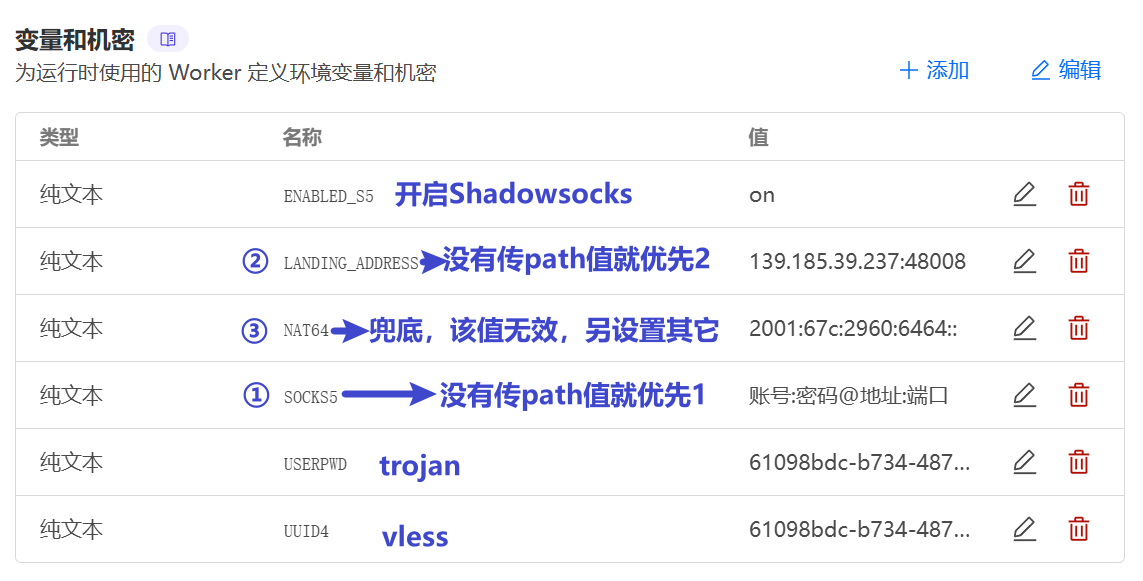 变量和机密
为运行时使用的 Worker 定义环境变量和机密
添加 编辑
类型 名称 值
纯文本 ENABLED_S5 开启Shadowsocks on
纯文本 ② LANDING_ADDRESS 没有传path值就优先2 139.185.39.237:48008
纯文本 ③ NAT64 兜底，该值无效，另设置其它 2001:67c:2960:6464::
纯文本 ① SOCKS5 没有传path值就优先1 账号:密码@地址:端口
纯文本 USERPWD trojan 61098bdc-b734-487...
纯文本 UUID4 vless 61098bdc-b734-487...